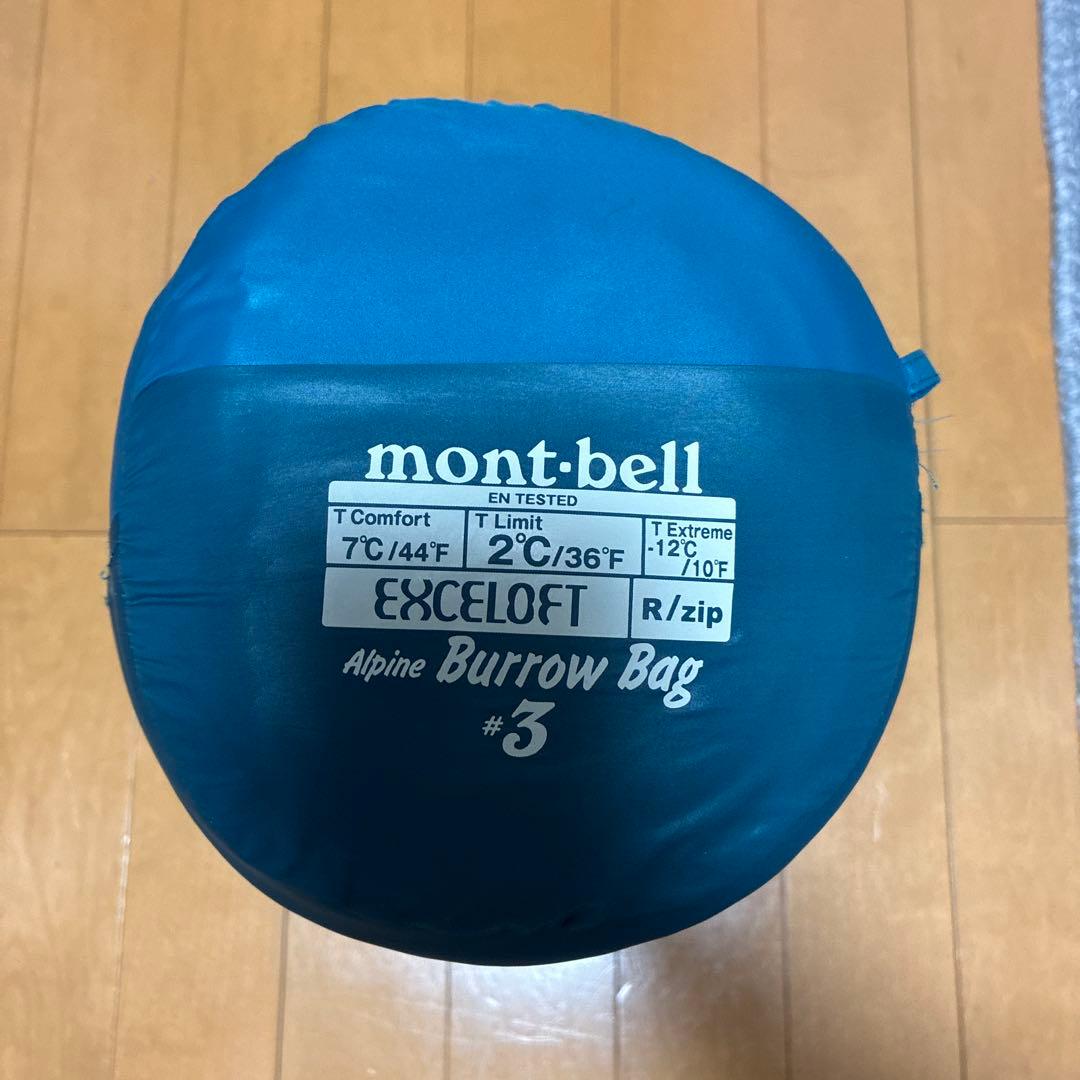 mont·bell
EN TESTED
T Comfort
7℃/44℉
T Limit
2℃/36℉
T Extreme
-12℃
/10℉
EXCELOFT
R/zip
Alpine Burrow Bag
#3